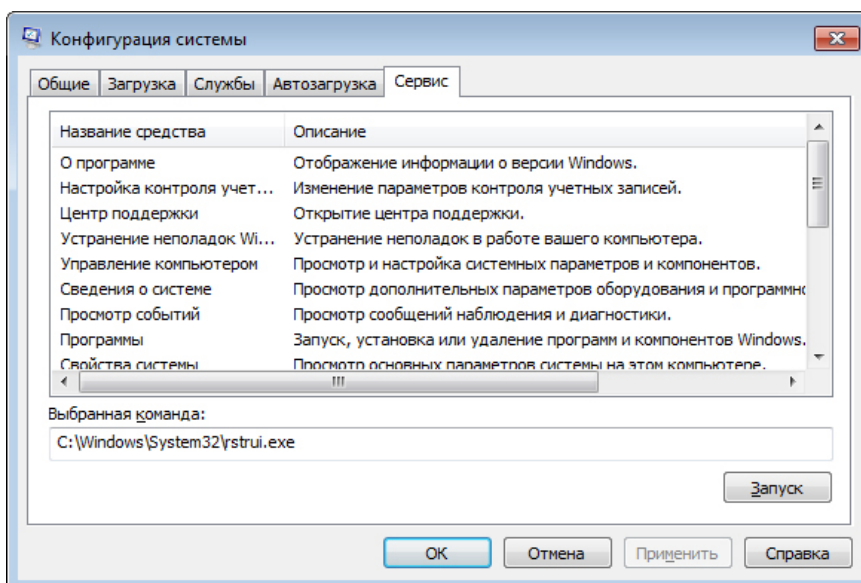 Конфигурация системы
Общие Загрузка Службы Автозагрузка Сервис
Название средства Описание
О программе Отображение информации о версии Windows.
Настройка контроля учет... Изменение параметров контроля учетных записей.
Центр поддержки Открытие центра поддержки.
Устранение неполадок Wi... Устранение неполадок в работе вашего компьютера.
Управление компьютером Просмотр и настройка системных параметров и компонентов.
Сведения о системе Просмотр дополнительных параметров оборудования и программно
Просмотр событий Просмотр сообщений наблюдения и диагностики.
Программы Запуск, установка или удаление программ и компонентов Windows.
Свойства системы Просмотр основных параметров системы на этом компьютере.
Выбранная команда:
C:\Windows\System32\rstrui.exe
Запуск
ОК Отмена Применить Справка